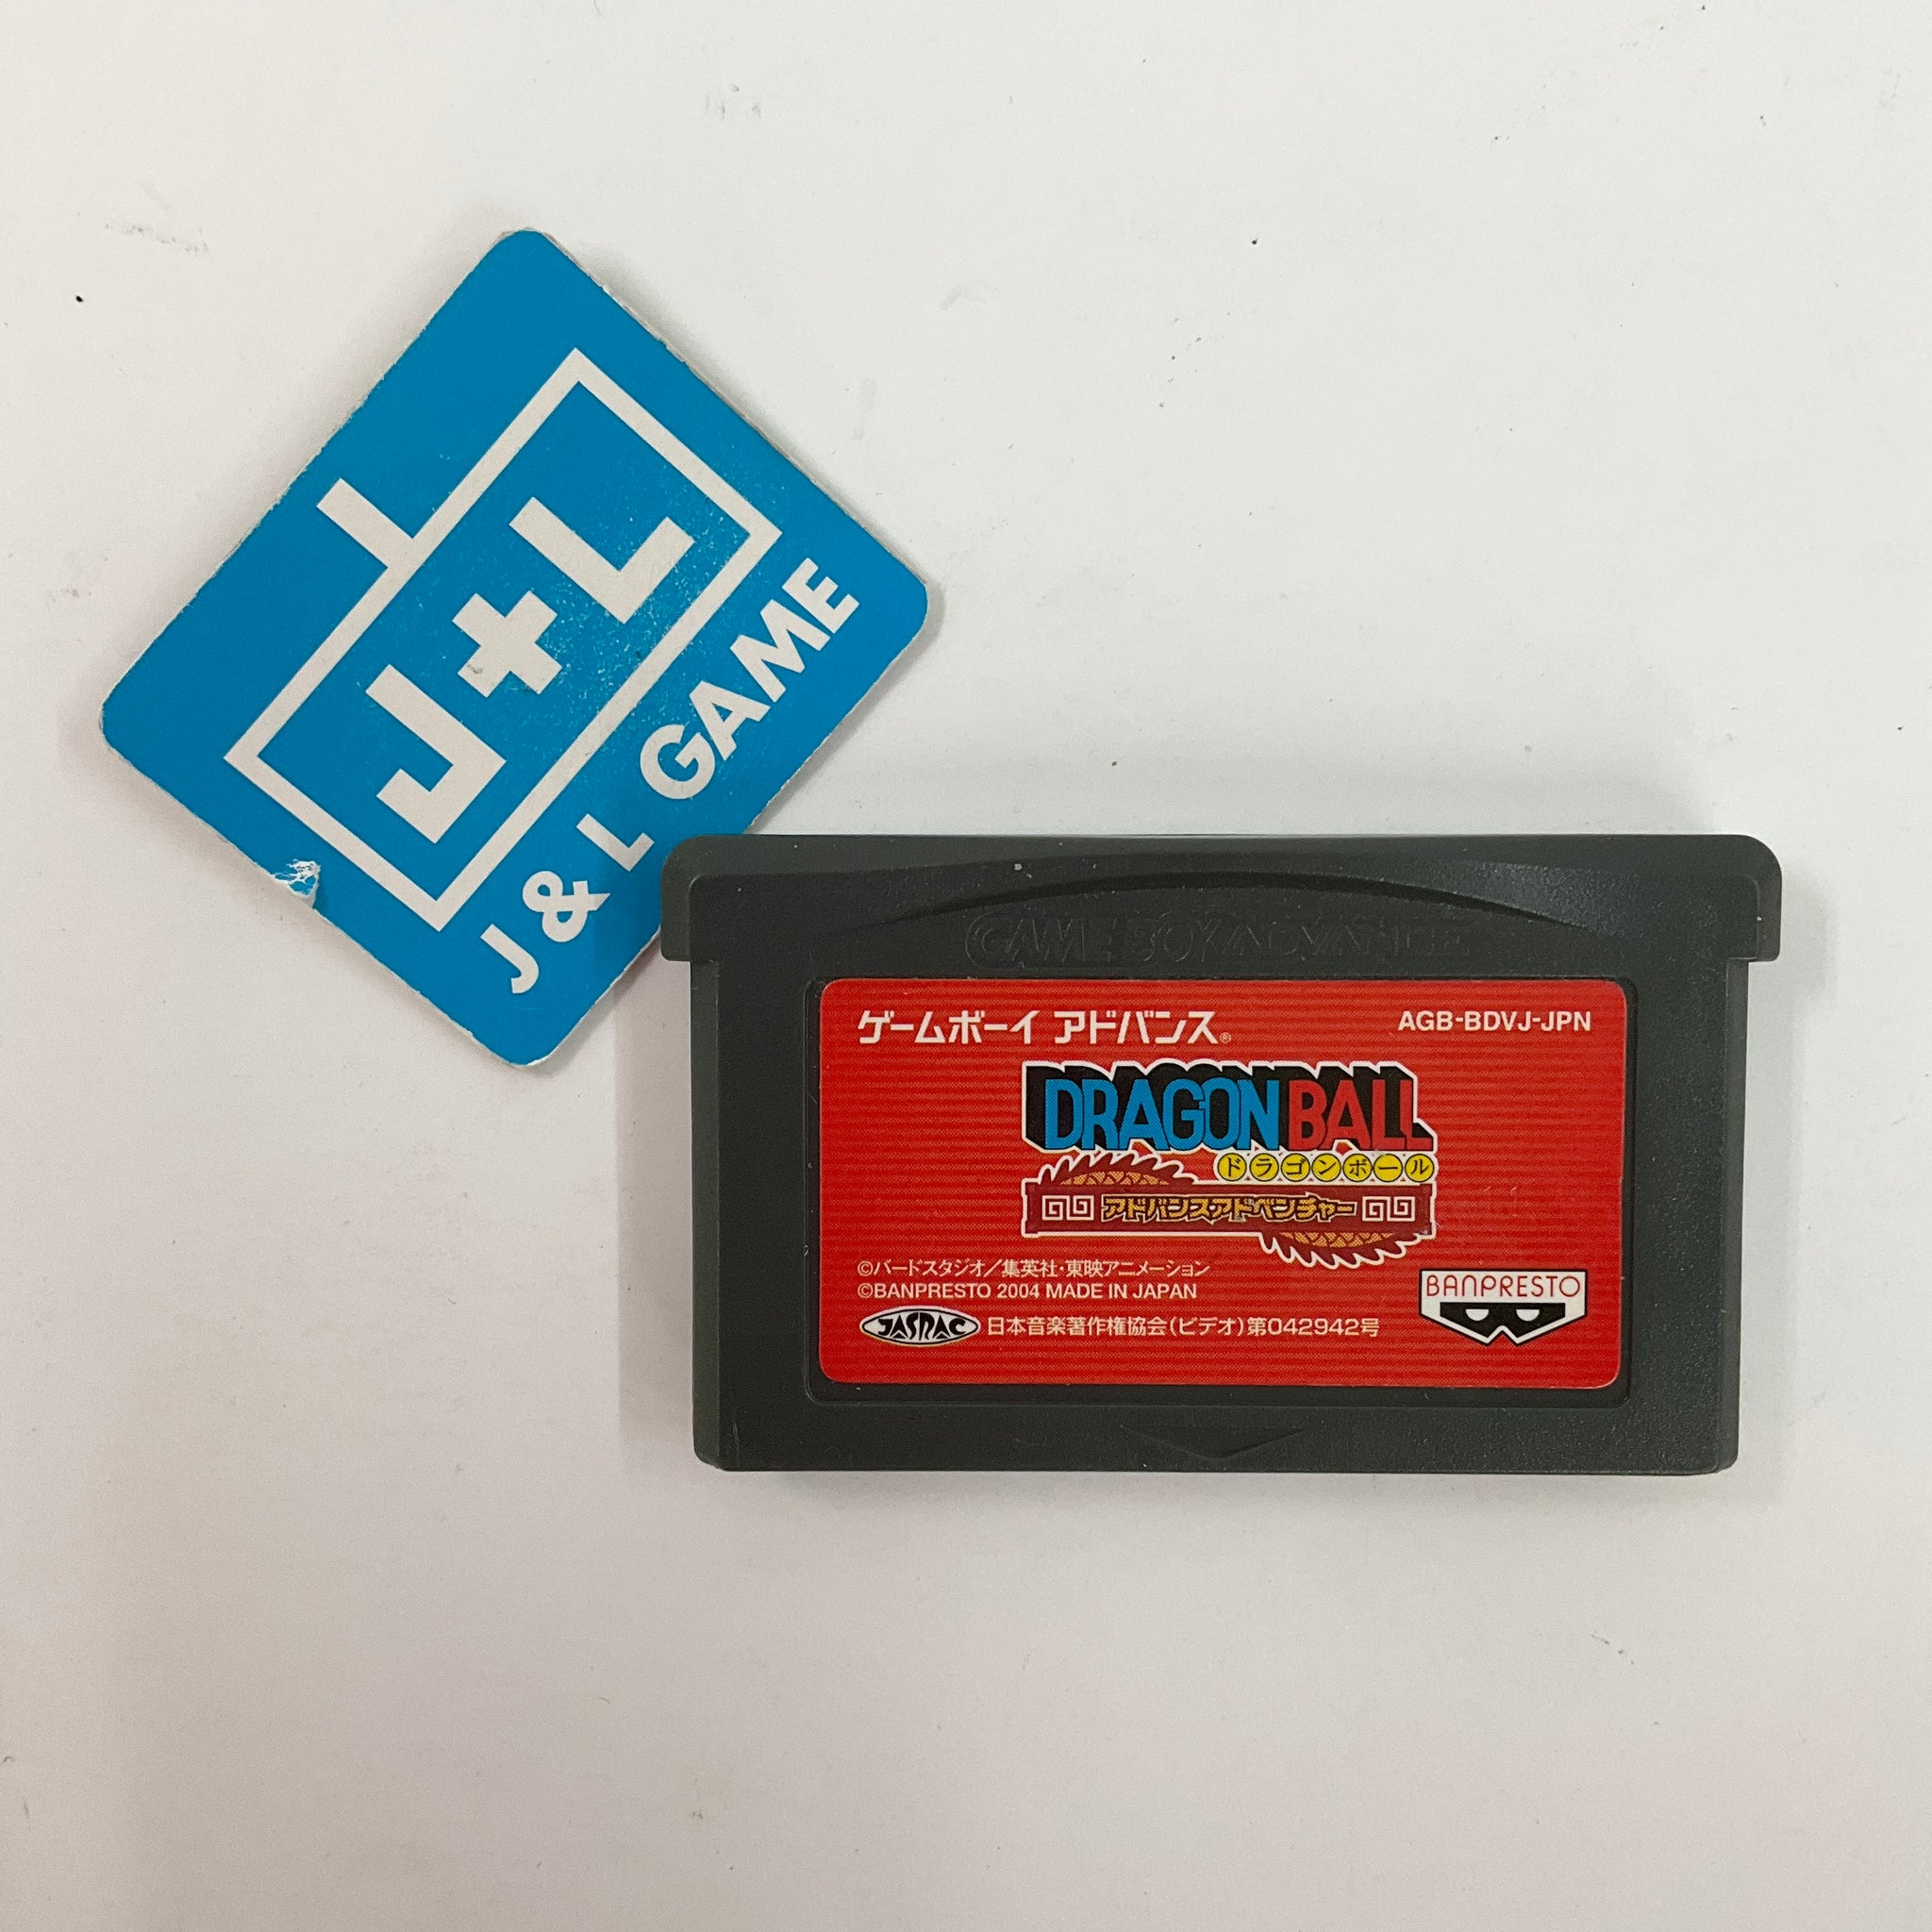 J+L
J & L GAME
GAME BOY ADVANCE
ゲームボーイ アドバンス®
AGB-BDVJ-JPN
DRAGON BALL
ドラゴンボール
アドバンスアドベンチャー
©バードスタジオ/集英社・東映アニメーション
©BANPRESTO 2004 MADE IN JAPAN
JASRAC 日本音楽著作権協会(ビデオ)第042942号
BANPRESTO